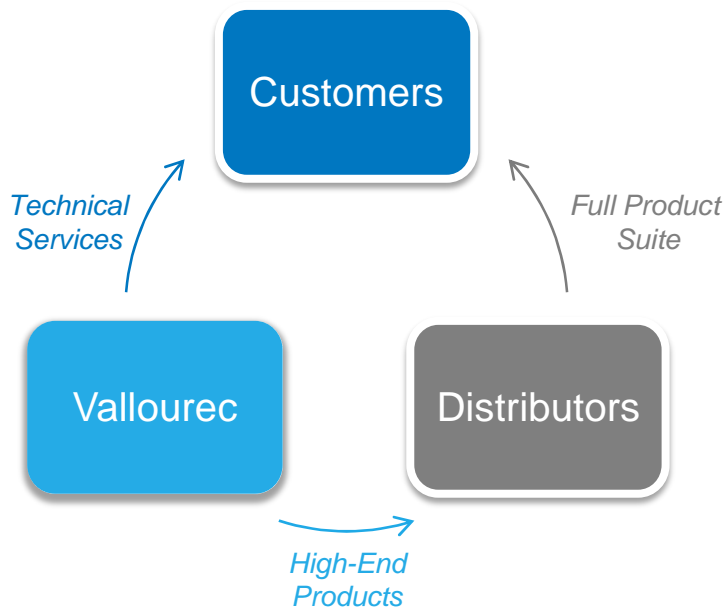 Customers
Technical
Services
Full Product
Suite
Vallourec
Distributors
High-End
Products